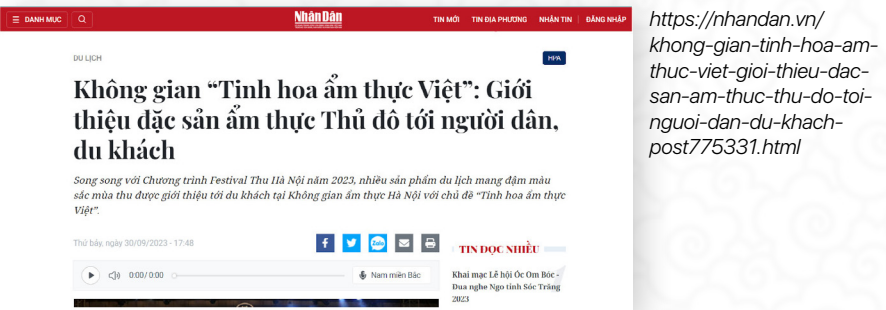 DANH MỤC
NhânDân
TIN MỚI TIN ĐỊA PHƯƠNG NHẮN TIN ĐĂNG NHẬP
DU LỊCH
Không gian “Tinh hoa ẩm thực Việt”: Giới
thiệu đặc sản ẩm thực Thủ đô tới người dân,
du khách
Song song với Chương trình Festival Thu Hà Nội năm 2023, nhiều sản phẩm du lịch mang đậm màu
sắc mùa thu được giới thiệu tới du khách tại Không gian ẩm thực Hà Nội với chủ đề “Tinh hoa ẩm thực
Việt”.
Thứ bảy, ngày 30/09/2023 - 17:48
f
Zalo
TIN ĐỌC NHIỀU
0:00 / 0:00
Nam miền Bắc
Khai mạc Lễ hội Óc Om Bóc -
Đua nghe Ngo tỉnh Sóc Trăng
2023
https://nhandan.vn/
khong-gian-tinh-hoa-am-
thuc-viet-gioi-thieu-dac-
san-am-thuc-thu-do-toi-
nguoi-dan-du-khach-
post775331.html